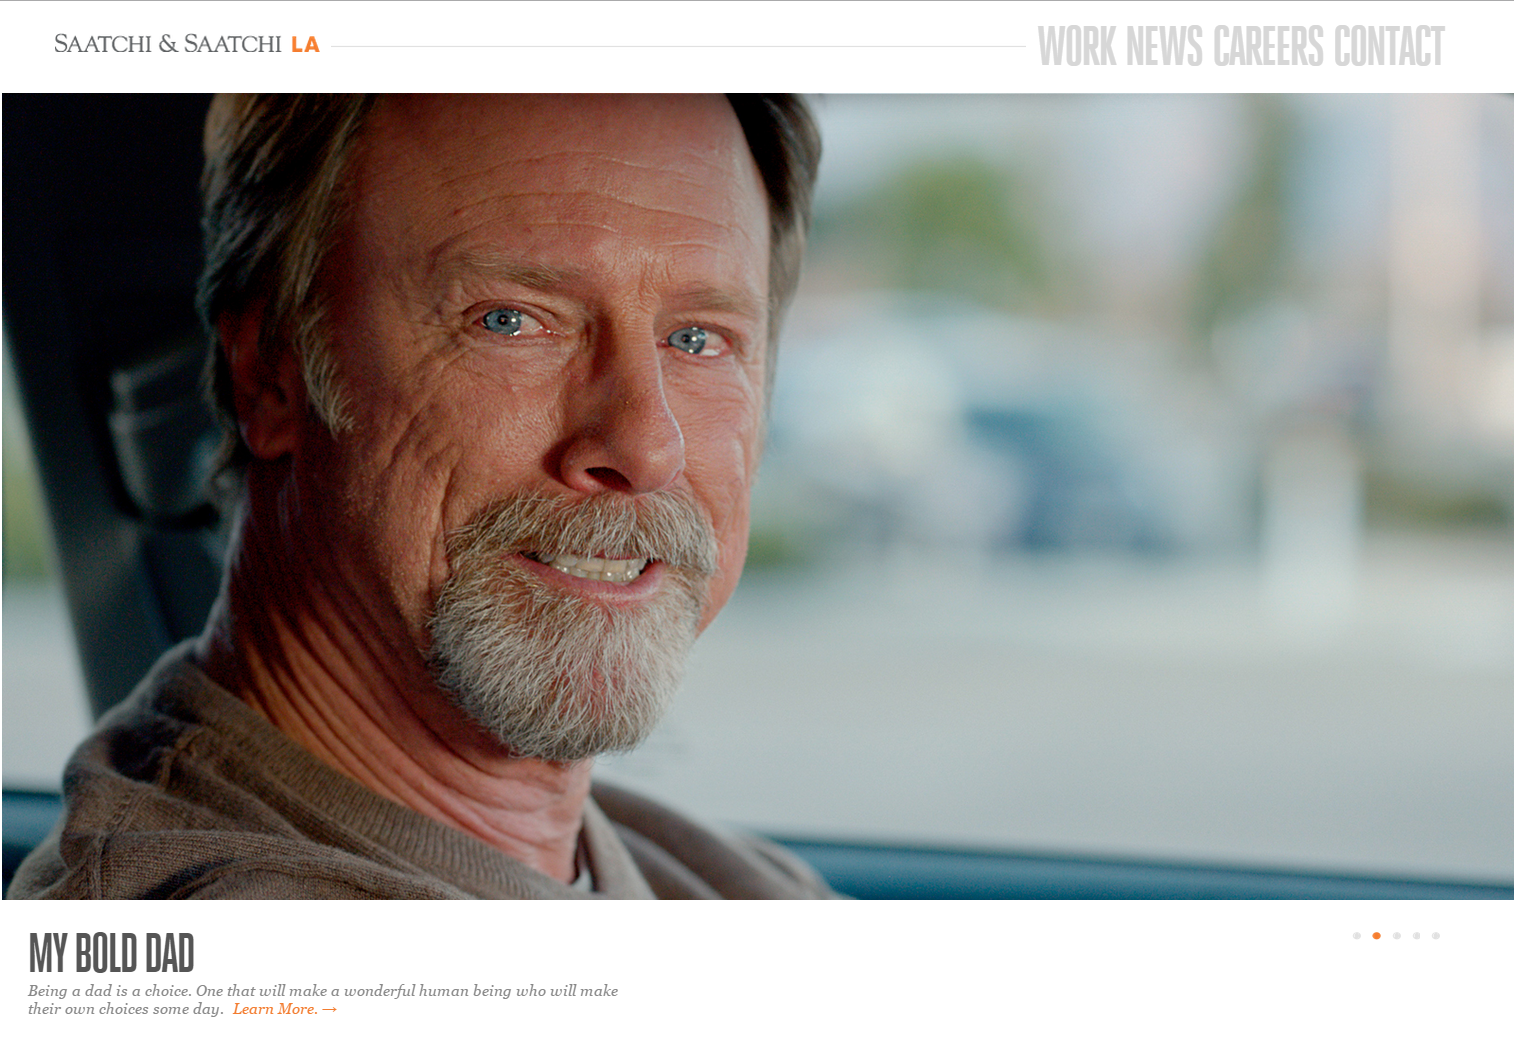 SAATCHI & SAATCHI LA
WORK NEWS CAREERS CONTACT
MY BOLD DAD
Being a dad is a choice. One that will make a wonderful human being who will make
their own choices some day. Learn More. →